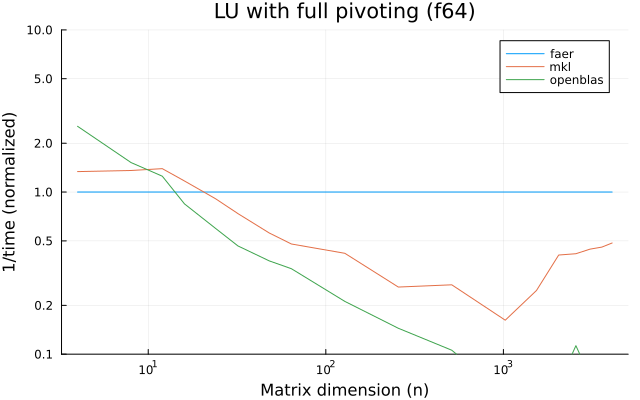 LU with full pivoting (f64)
10.0
5.0
2.0
1.0
0.5
0.2
0.1
1/time (normalized)
faer
mkl
openblas
10¹
10²
10³
Matrix dimension (n)